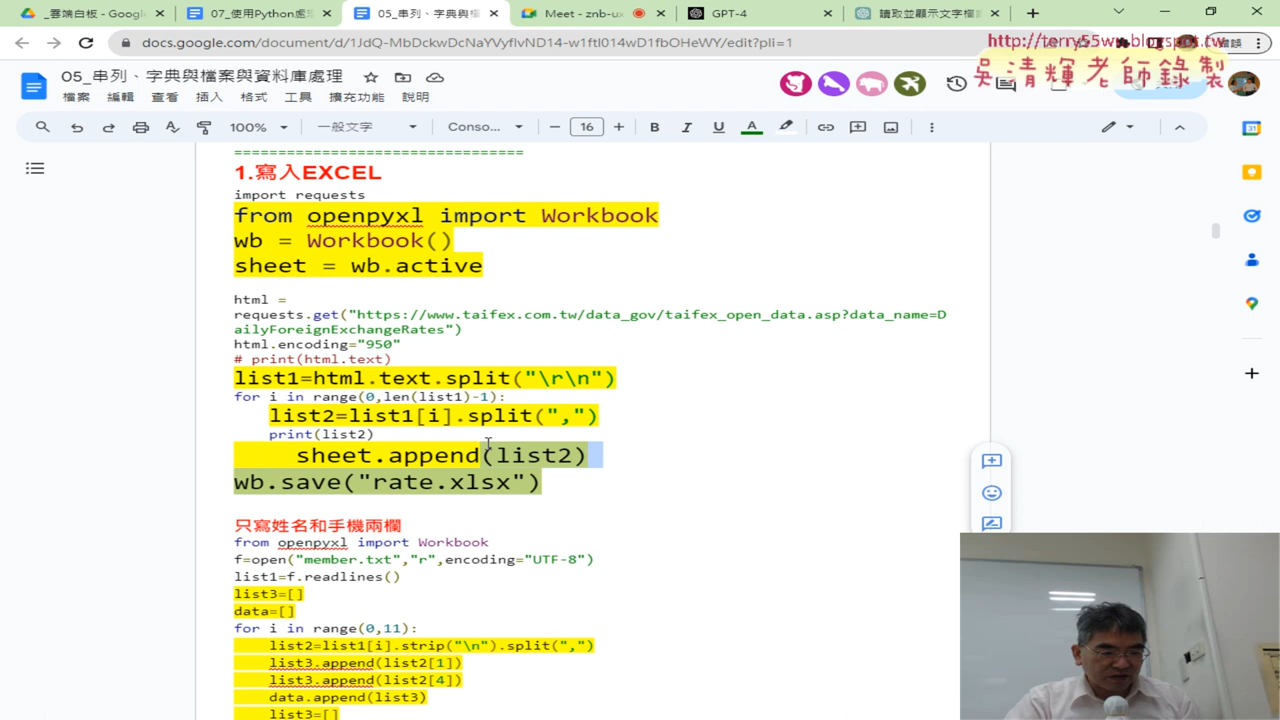 _雲端白板 - Googl
07_使用Python處
05_串列、字典與檔
Meet - znb-ux
GPT-4
讀取並顯示文字檔
docs.google.com/document/d/1JdQ-MbDckwDcNaYVyflvND14-w1ftl014wD1fbOHeWY/edit?pli=1
http://terry55wu.blogspot.tw
吳清輝老師錄製
05_串列、字典與檔案與資料庫處理
檔案 編輯 查看 插入 格式 工具 擴充功能 說明
100% 一般文字 Conso... 16 B I U A
================================
1.寫入EXCEL
import requests
from openpyxl import Workbook
wb = Workbook()
sheet = wb.active
html =
requests.get("https://www.taifex.com.tw/data_gov/taifex_open_data.asp?data_name=D
ailyForeignExchangeRates")
html.encoding="950"
# print(html.text)
list1=html.text.split("\r\n")
for i in range(0,len(list1)-1):
list2=list1[i].split(",")
print(list2)
sheet.append(list2)
wb.save("rate.xlsx")
只寫姓名和手機兩欄
from openpyxl import Workbook
f=open("member.txt","r",encoding="UTF-8")
list1=f.readlines()
list3=[]
data=[]
for i in range(0,11):
list2=list1[i].strip("\n").split(",")
list3.append(list2[1])
list3.append(list2[4])
data.append(list3)
list3=[]